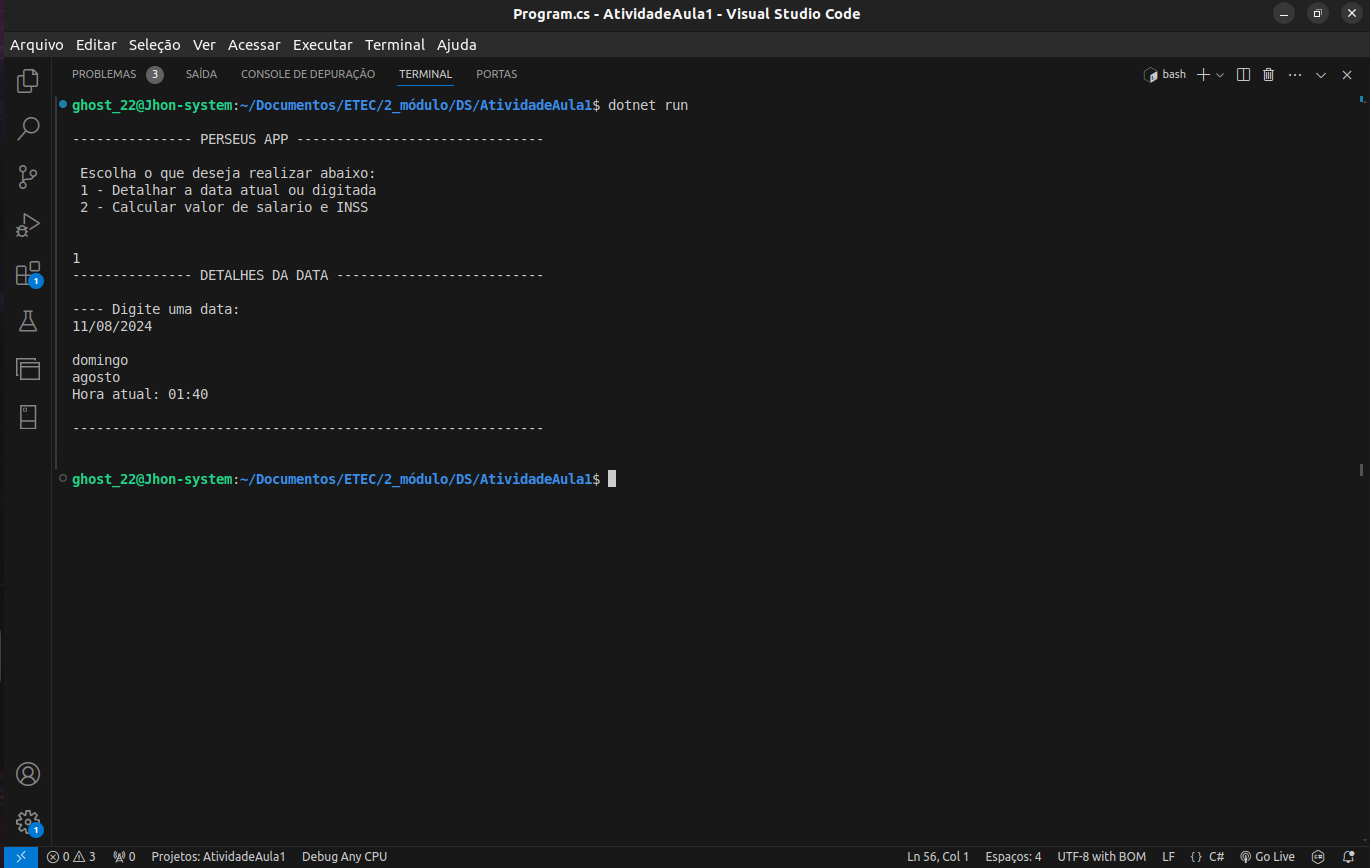 Program.cs - AtividadeAula1 - Visual Studio Code
Arquivo Editar Seleção Ver Acessar Executar Terminal Ajuda
PROBLEMAS 3 SAÍDA CONSOLE DE DEPURAÇÃO TERMINAL PORTAS bash
ghost_22@Jhon-system:~/Documentos/ETEC/2_módulo/DS/AtividadeAula1$ dotnet run
--------------- PERSEUS APP -------------------------------
Escolha o que deseja realizar abaixo:
1 - Detalhar a data atual ou digitada
2 - Calcular valor de salario e INSS
1
--------------- DETALHES DA DATA --------------------------
---- Digite uma data:
11/08/2024
domingo
agosto
Hora atual: 01:40
-----------------------------------------------------------
ghost_22@Jhon-system:~/Documentos/ETEC/2_módulo/DS/AtividadeAula1$
1
1
0 3 0 Projetos: AtividadeAula1 Debug Any CPU Ln 56, Col 1 Espaços: 4 UTF-8 with BOM LF {} C# Go Live